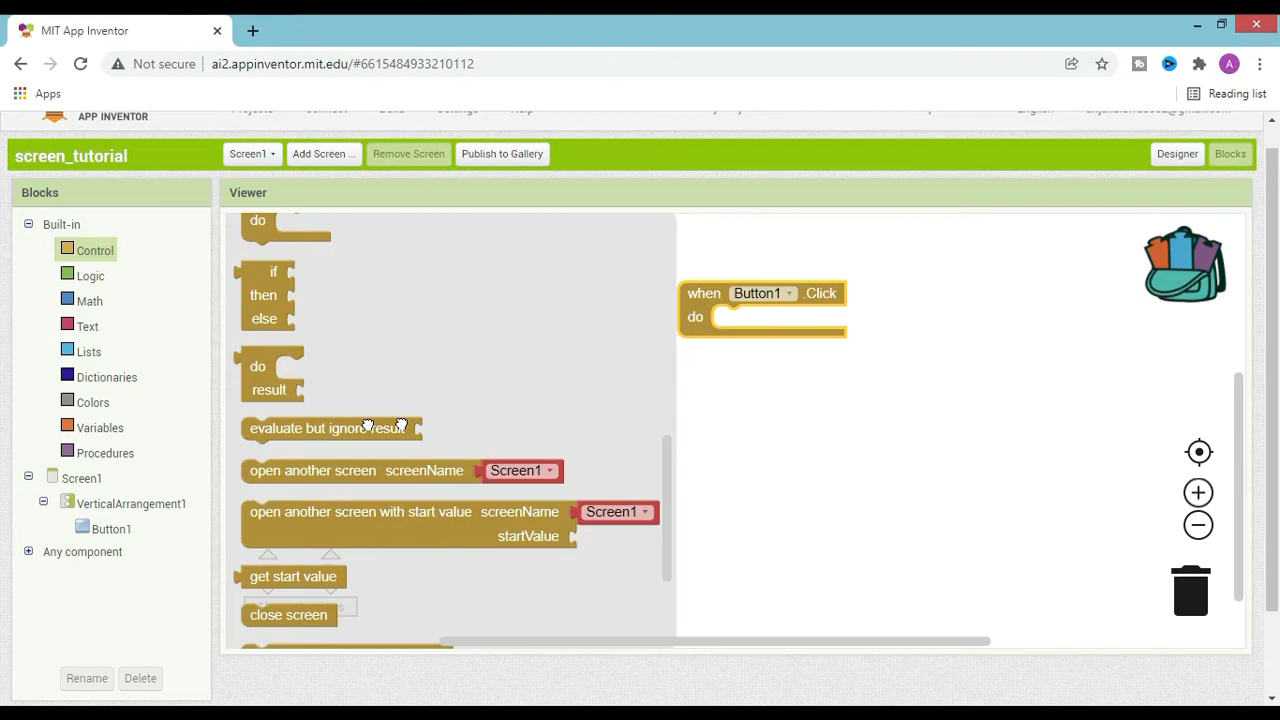 MIT App Inventor
Not secure
ai2.appinventor.mit.edu/#6615484933210112
A
Apps
Reading list
APP INVENTOR
screen_tutorial
Screen1
Add Screen ...
Remove Screen
Publish to Gallery
Designer
Blocks
Blocks
Viewer
Built-in
Control
Logic
Math
Text
Lists
Dictionaries
Colors
Variables
Procedures
Screen1
VerticalArrangement1
Button1
Any component
Rename
Delete
do
if
then
else
do
result
evaluate but ignore result
open another screen screenName Screen1
open another screen with start value screenName Screen1
startValue
get start value
close screen
when Button1 .Click
do